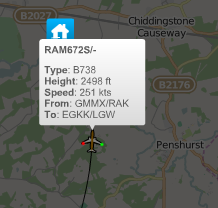 B2027
Chiddingstone
Causeway
RAM672S/-
Type: B738
Height: 2498 ft
Speed: 251 kts
From: GMMX/RAK
To: EGKK/LGW
B2176
Penshurst